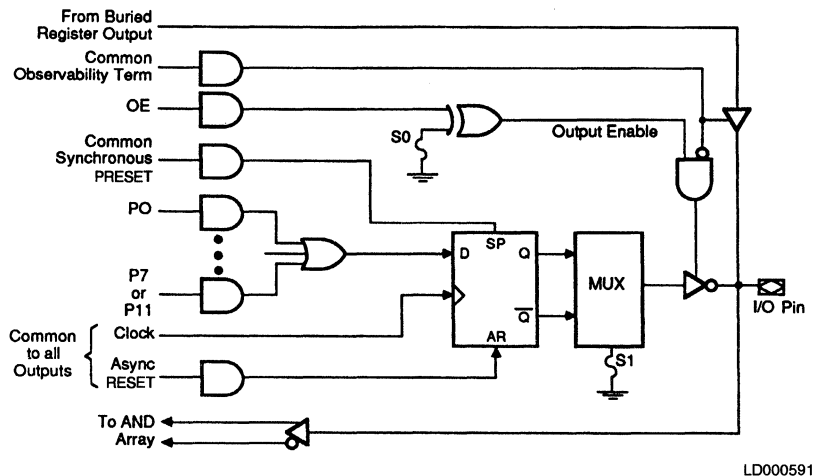 From Buried
Register Output
Common
Observability Term
OE
S0
Output Enable
Common
Synchronous
PRESET
PO
SP
D
Q
MUX
P7
or
P11
Q
I/O Pin
Common
to all
Outputs
Clock
AR
S1
Async
RESET
To AND
Array
LD000591